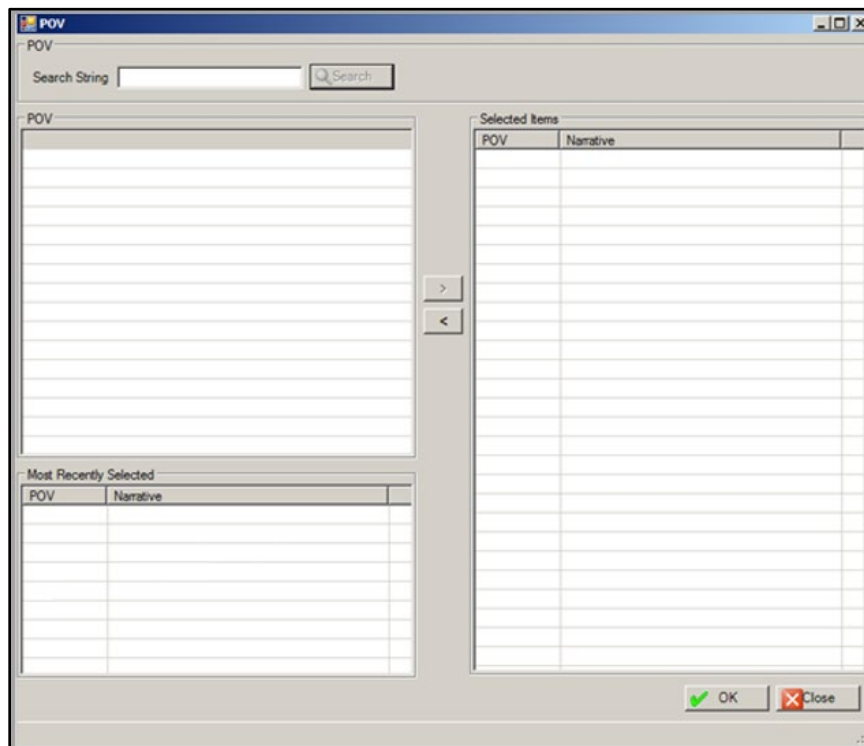 POV
POV
Search String Search
POV
Selected Items
POV Narrative
>
<
Most Recently Selected
POV Narrative
OK Close